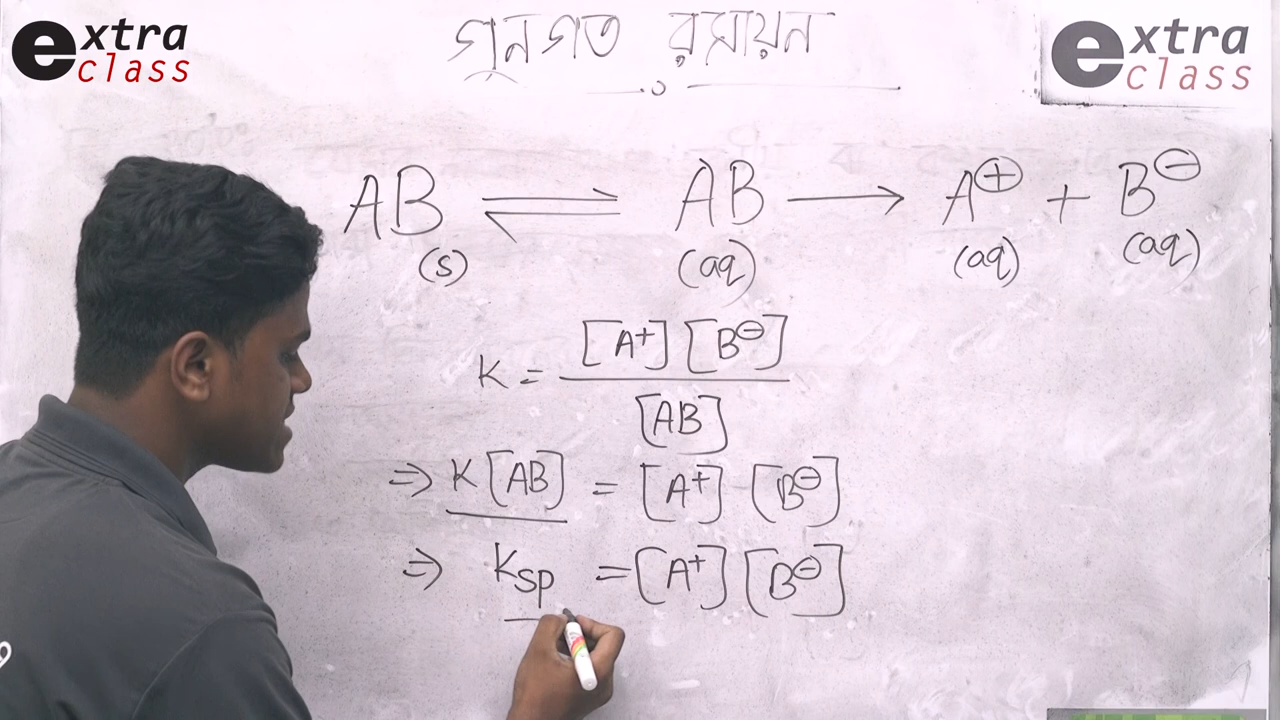 extra class
extra class
গুনগত রসায়ন
AB (s) ⇌ AB (aq) ⟶ A⊕ (aq) + B⊖ (aq)
K = [A⁺] [B⊖] / [AB]
⇒ K [AB] = [A⁺] [B⊖]
⇒ Ksp = [A⁺] [B⊖]